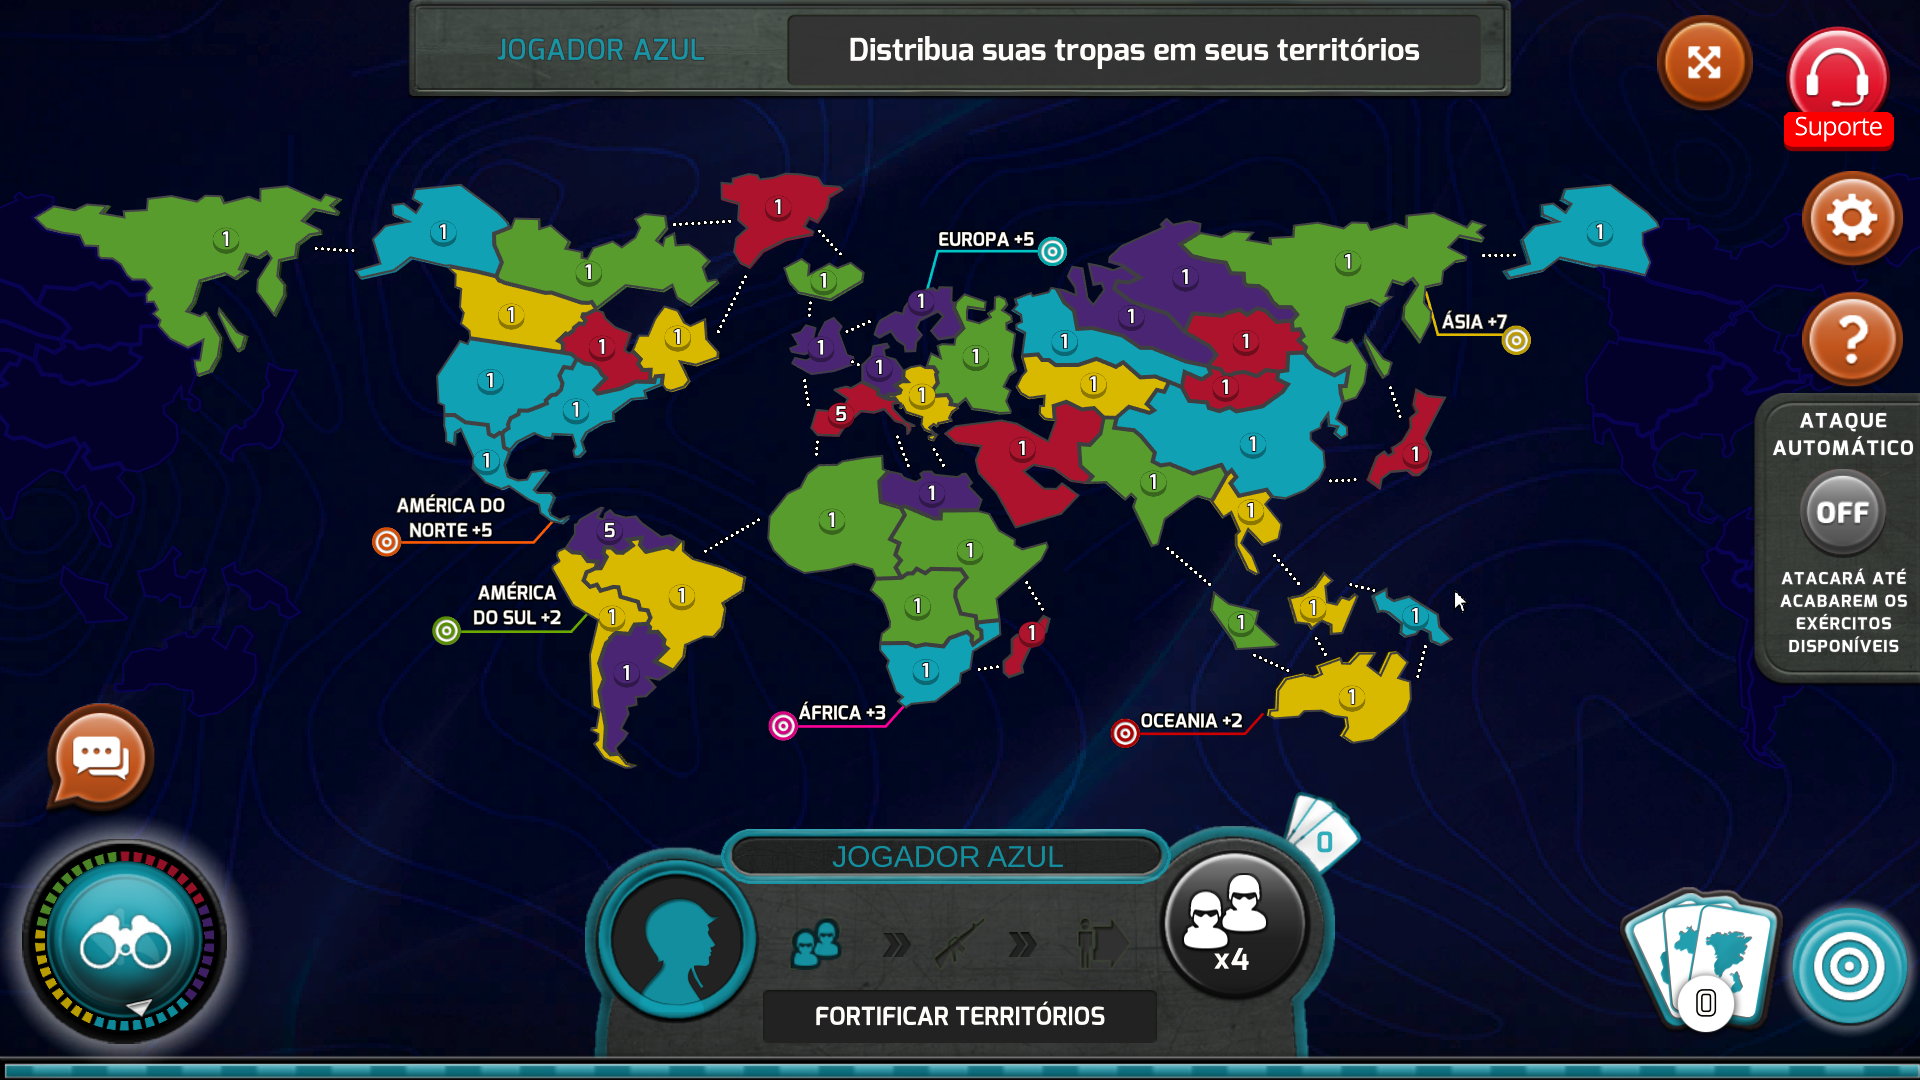 JOGADOR AZUL
Distribua suas tropas em seus territórios
Suporte
1
1
1
1
EUROPA +5
1
1
1
1
1
1
1
1
1
1
1
ÁSIA +7
1
1
1
1
1
1
1
1
1
1
1
1
1
5
ATAQUE
AUTOMÁTICO
1
1
1
1
1
1
1
AMÉRICA DO
NORTE +5
1
OFF
1
5
1
AMÉRICA
DO SUL +2
1
1
1
1
1
1
1
1
ATACARÁ ATÉ
ACABAREM OS
EXÉRCITOS
DISPONÍVEIS
1
1
1
ÁFRICA +3
OCEANIA +2
0
JOGADOR AZUL
x4
FORTIFICAR TERRITÓRIOS
0